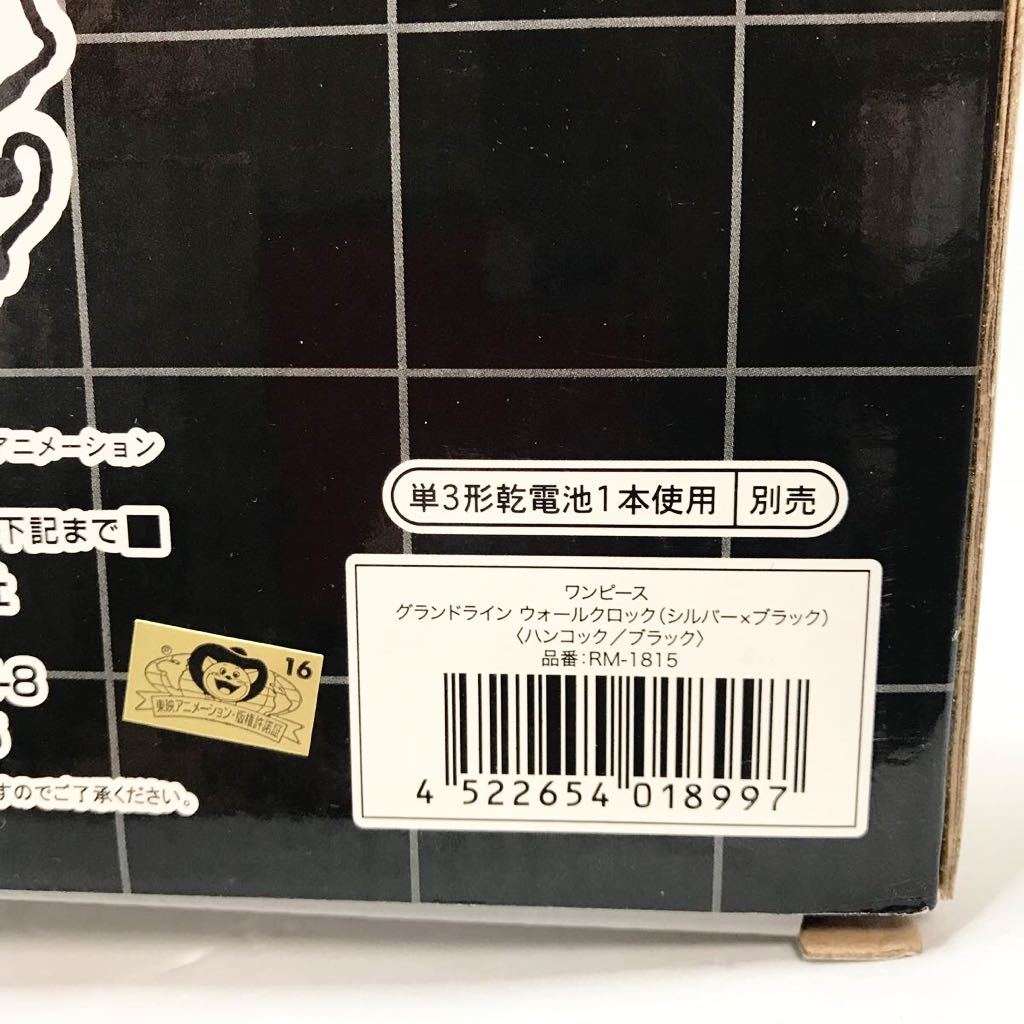 アニメーション
単3形乾電池1本使用 別売
下記まで■
ワンピース
グランドライン ウォールクロック(シルバー×ブラック)
〈ハンコック/ブラック〉
品番:RM-1815
-8
® 16
東映アニメーション・版権許諾証
すのでご了承ください。
4 522654 018997